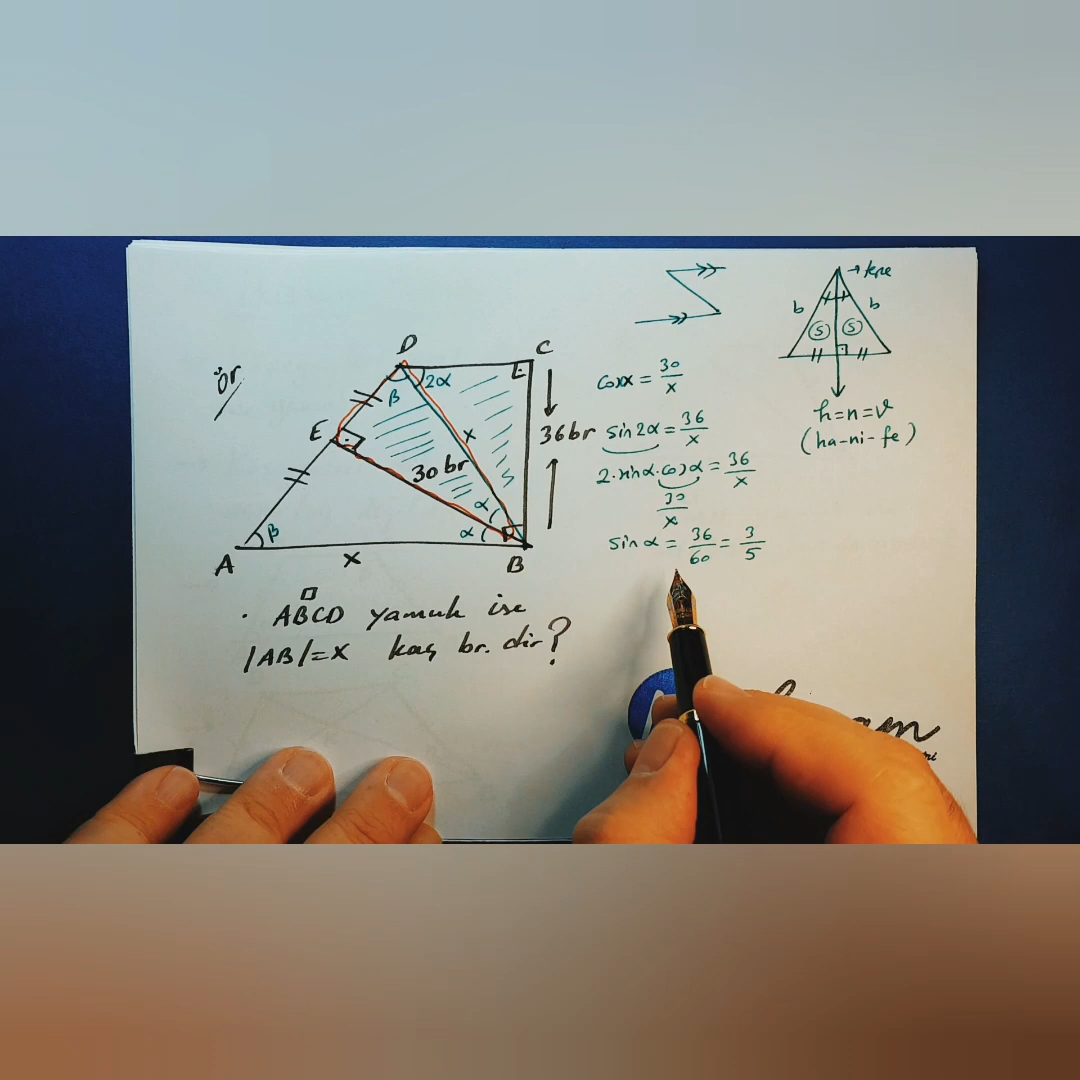 ör
D
C
2α
β
E
x
36br
30 br
α
α
β
A
x
B
ABCD yamuk ise
|AB|=x kaç br. dir?
cosα = 30/x
sin2α = 36/x
2.sinα.cosα = 36/x
30/x
sinα = 36/60 = 3/5
b
b
S
S
h=n=v
(ha-ni-fe)